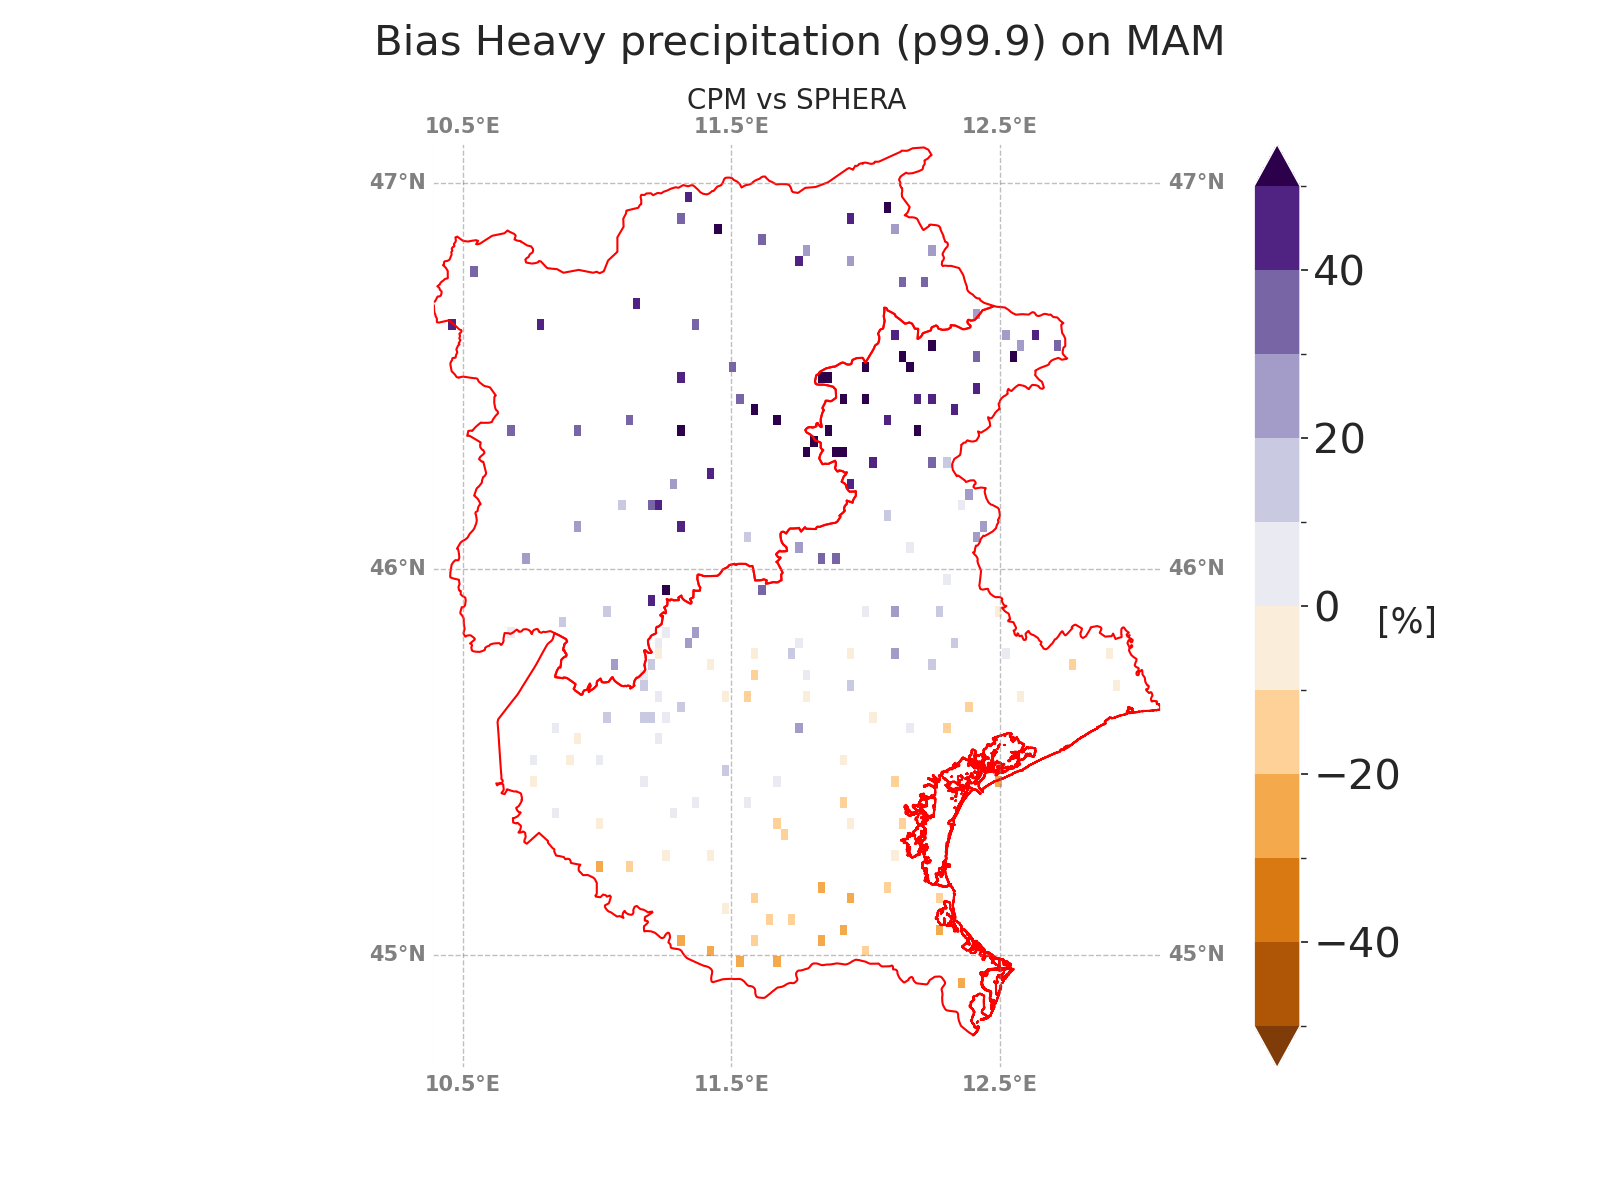 Bias Heavy precipitation (p99.9) on MAM
CPM vs SPHERA
10.5°E 11.5°E 12.5°E
47°N 47°N
40
20
46°N 46°N
0
[%]
−20
45°N 45°N
−40
10.5°E 11.5°E 12.5°E